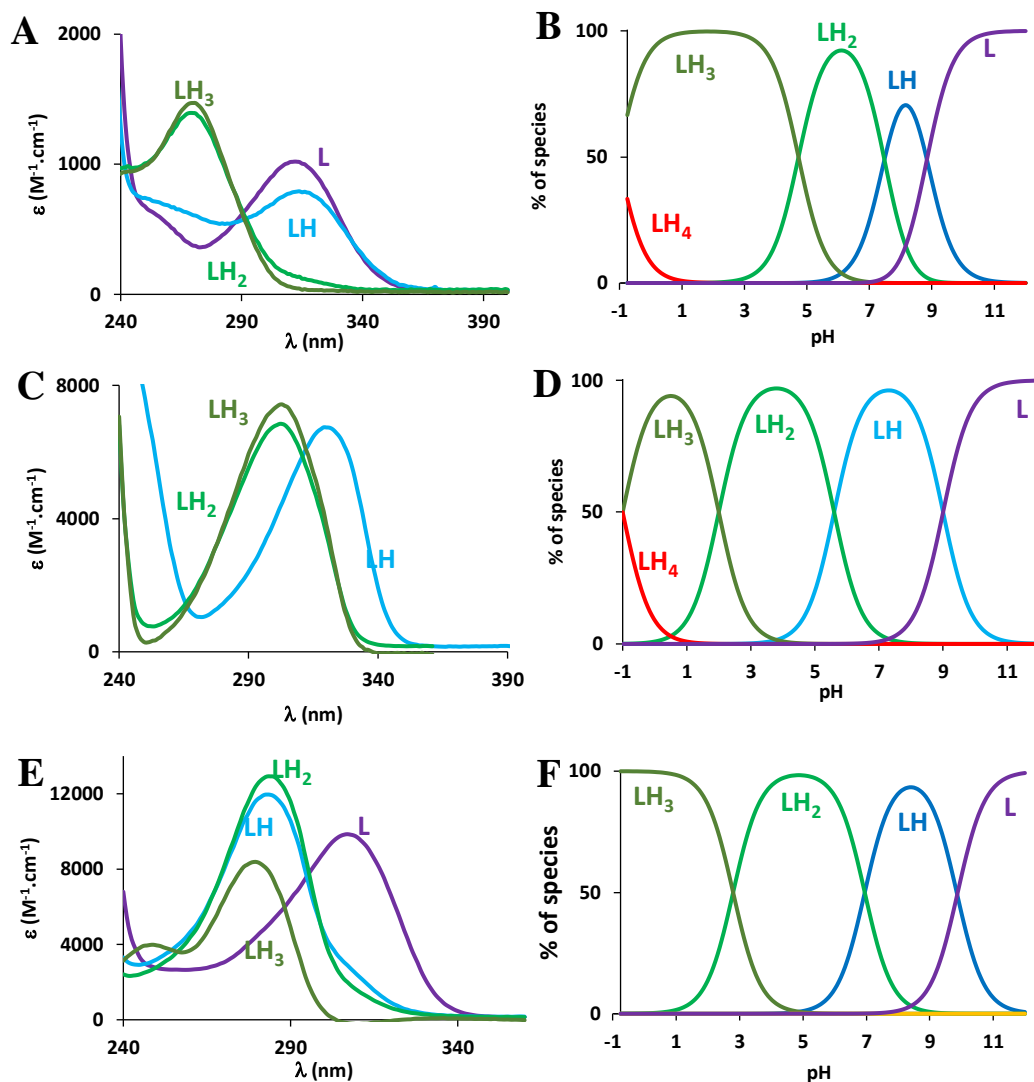 A
2000
1000
0
ε (M⁻¹.cm⁻¹)
LH₃
L
LH
LH₂
240 290 340 390
λ (nm)
B
100
50
0
% of species
LH₃
LH₂
LH
L
LH₄
-1 1 3 5 7 9 11
pH
C
8000
4000
0
ε (M⁻¹.cm⁻¹)
LH₃
LH₂
LH
240 290 340 390
λ (nm)
D
100
50
0
% of species
LH₃
LH₂
LH
L
LH₄
-1 1 3 5 7 9 11
pH
E
12000
8000
4000
0
ε (M⁻¹.cm⁻¹)
LH₂
LH
L
LH₃
240 290 340
λ (nm)
F
100
50
0
% of species
LH₃
LH₂
LH
L
-1 1 3 5 7 9 11
pH